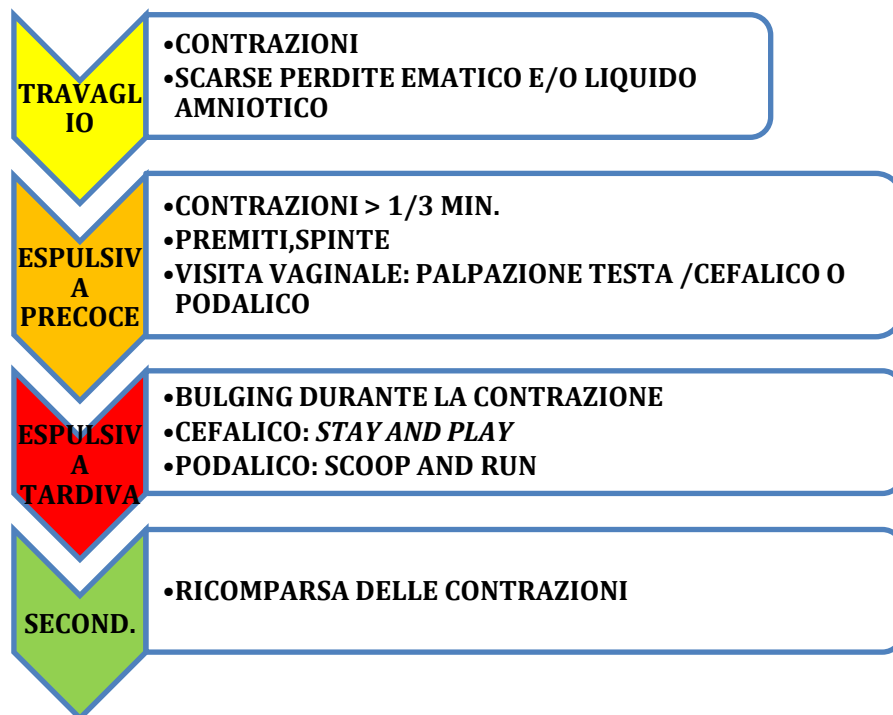 TRAVAGL
IO
•CONTRAZIONI
•SCARSE PERDITE EMATICO E/O LIQUIDO
AMNIOTICO
ESPULSIV
A
PRECOCE
•CONTRAZIONI > 1/3 MIN.
•PREMITI,SPINTE
•VISITA VAGINALE: PALPAZIONE TESTA /CEFALICO O
PODALICO
ESPULSIV
A
TARDIVA
•BULGING DURANTE LA CONTRAZIONE
•CEFALICO: STAY AND PLAY
•PODALICO: SCOOP AND RUN
SECOND.
•RICOMPARSA DELLE CONTRAZIONI